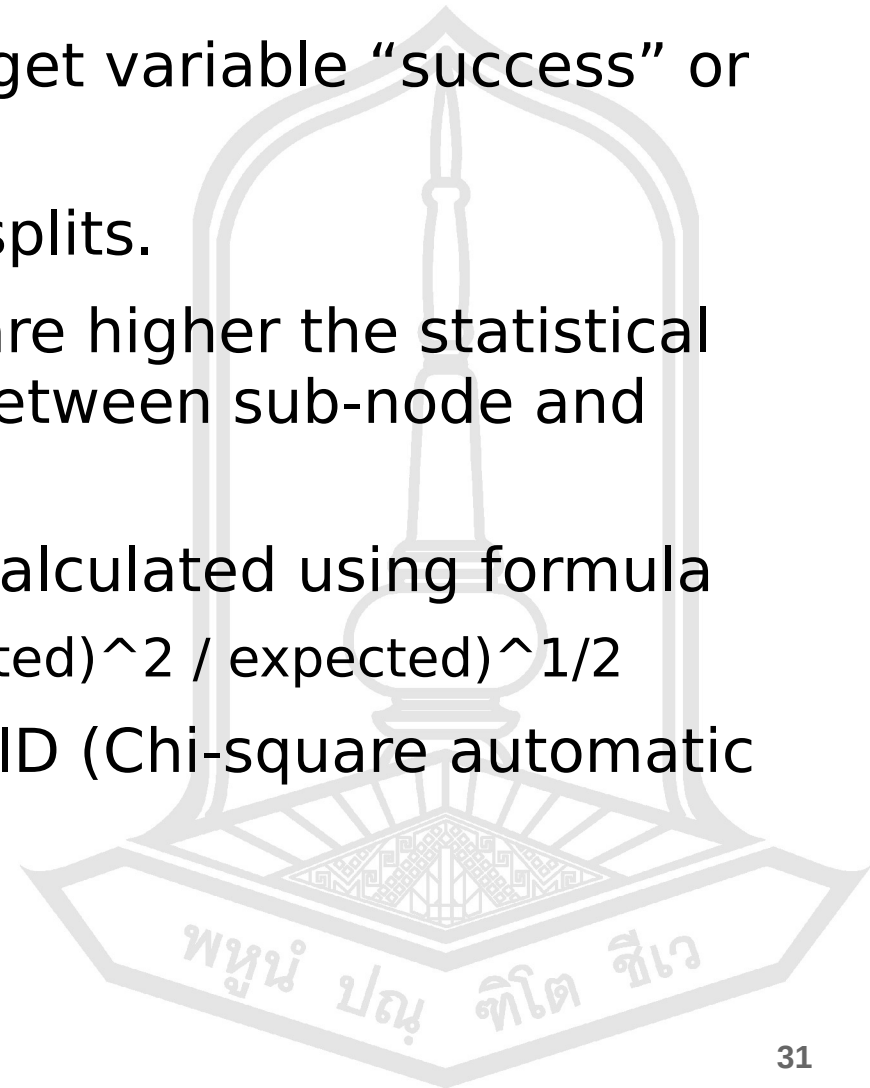 get variable “success” or
splits.
are higher the statistical
etween sub-node and
alculated using formula
ted)^2 / expected)^1/2
ID (Chi-square automatic
พหูนํ ปณฺฑิโต ชีเว
31